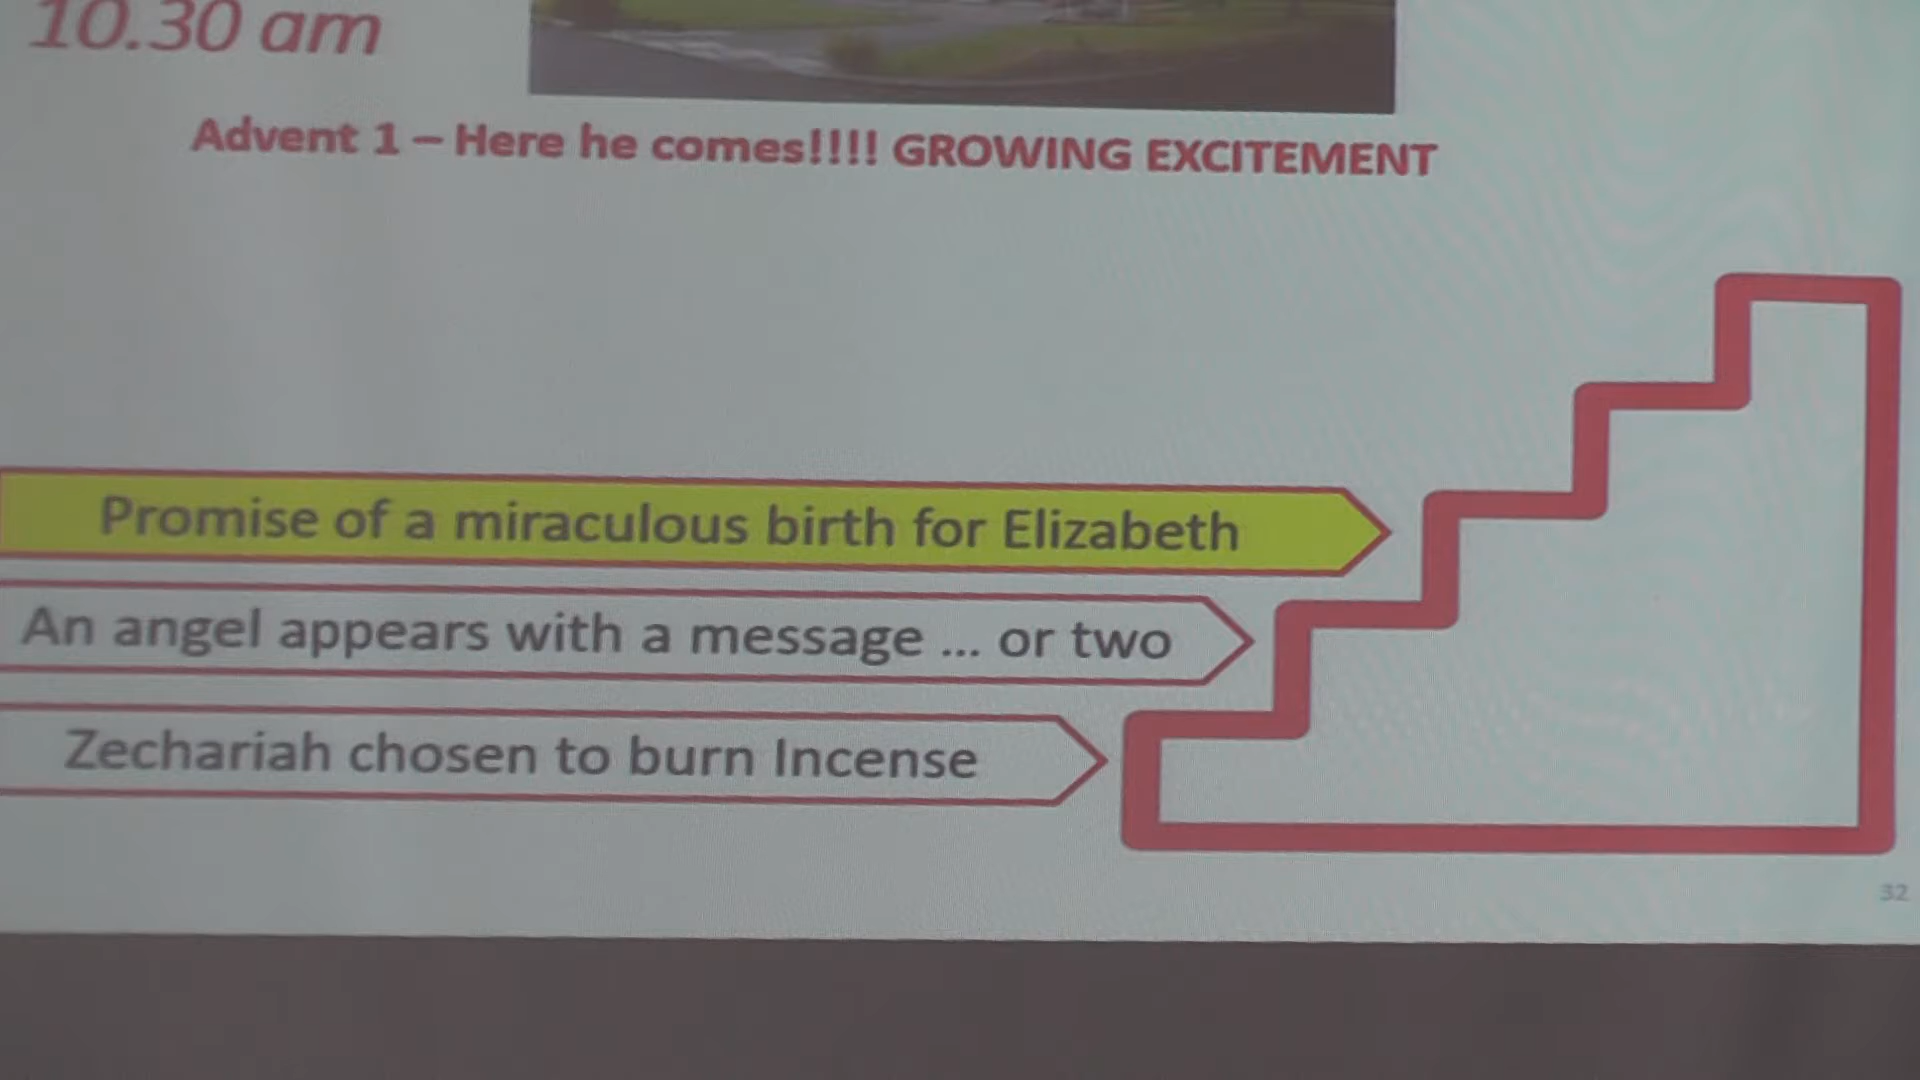 10.30 am
Advent 1 – Here he comes!!!! GROWING EXCITEMENT
Promise of a miraculous birth for Elizabeth
An angel appears with a message ... or two
Zechariah chosen to burn Incense
32